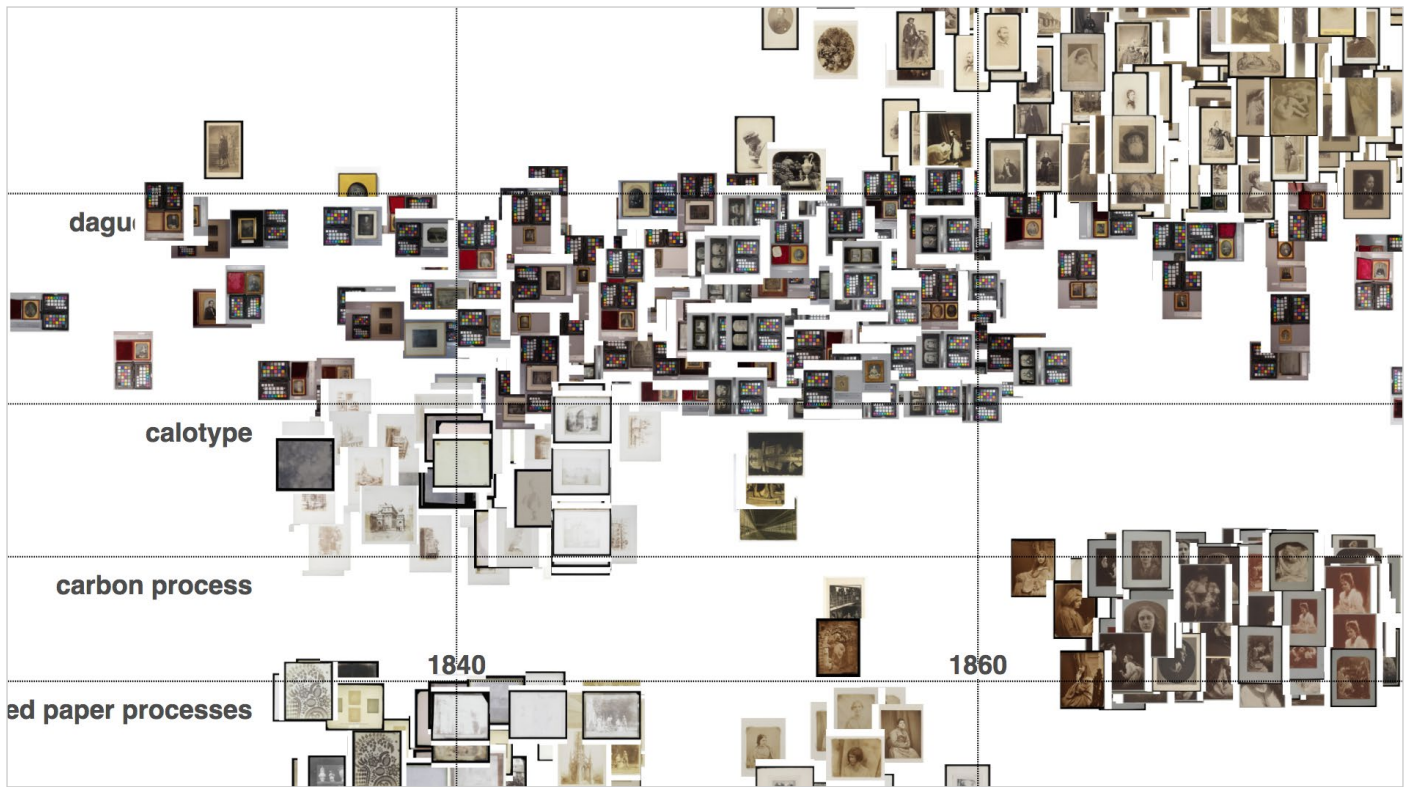 dague
calotype
carbon process
1840
1860
ed paper processes